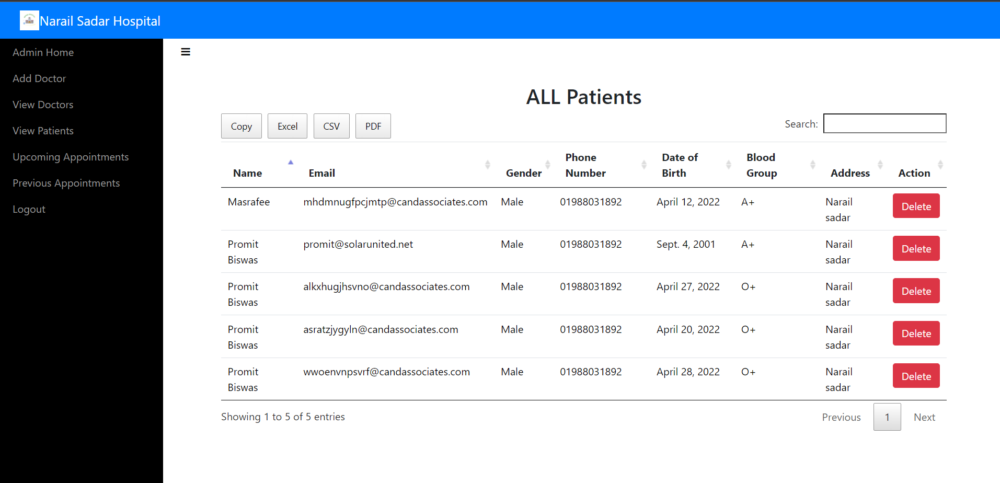 Narail Sadar Hospital
Admin Home
Add Doctor
View Doctors
View Patients
Upcoming Appointments
Previous Appointments
Logout
ALL Patients
Copy Excel CSV PDF Search:
Name Email Gender Phone Number Date of Birth Blood Group Address Action
Masrafee mhdmnugfpcjmtp@candassociates.com Male 01988031892 April 12, 2022 A+ Narail sadar Delete
Promit Biswas promit@solarunited.net Male 01988031892 Sept. 4, 2001 A+ Narail sadar Delete
Promit Biswas alkxhugjhsvno@candassociates.com Male 01988031892 April 27, 2022 O+ Narail sadar Delete
Promit Biswas asratzjygyln@candassociates.com Male 01988031892 April 20, 2022 O+ Narail sadar Delete
Promit Biswas wwoenvnpsvrf@candassociates.com Male 01988031892 April 28, 2022 O+ Narail sadar Delete
Showing 1 to 5 of 5 entries Previous 1 Next